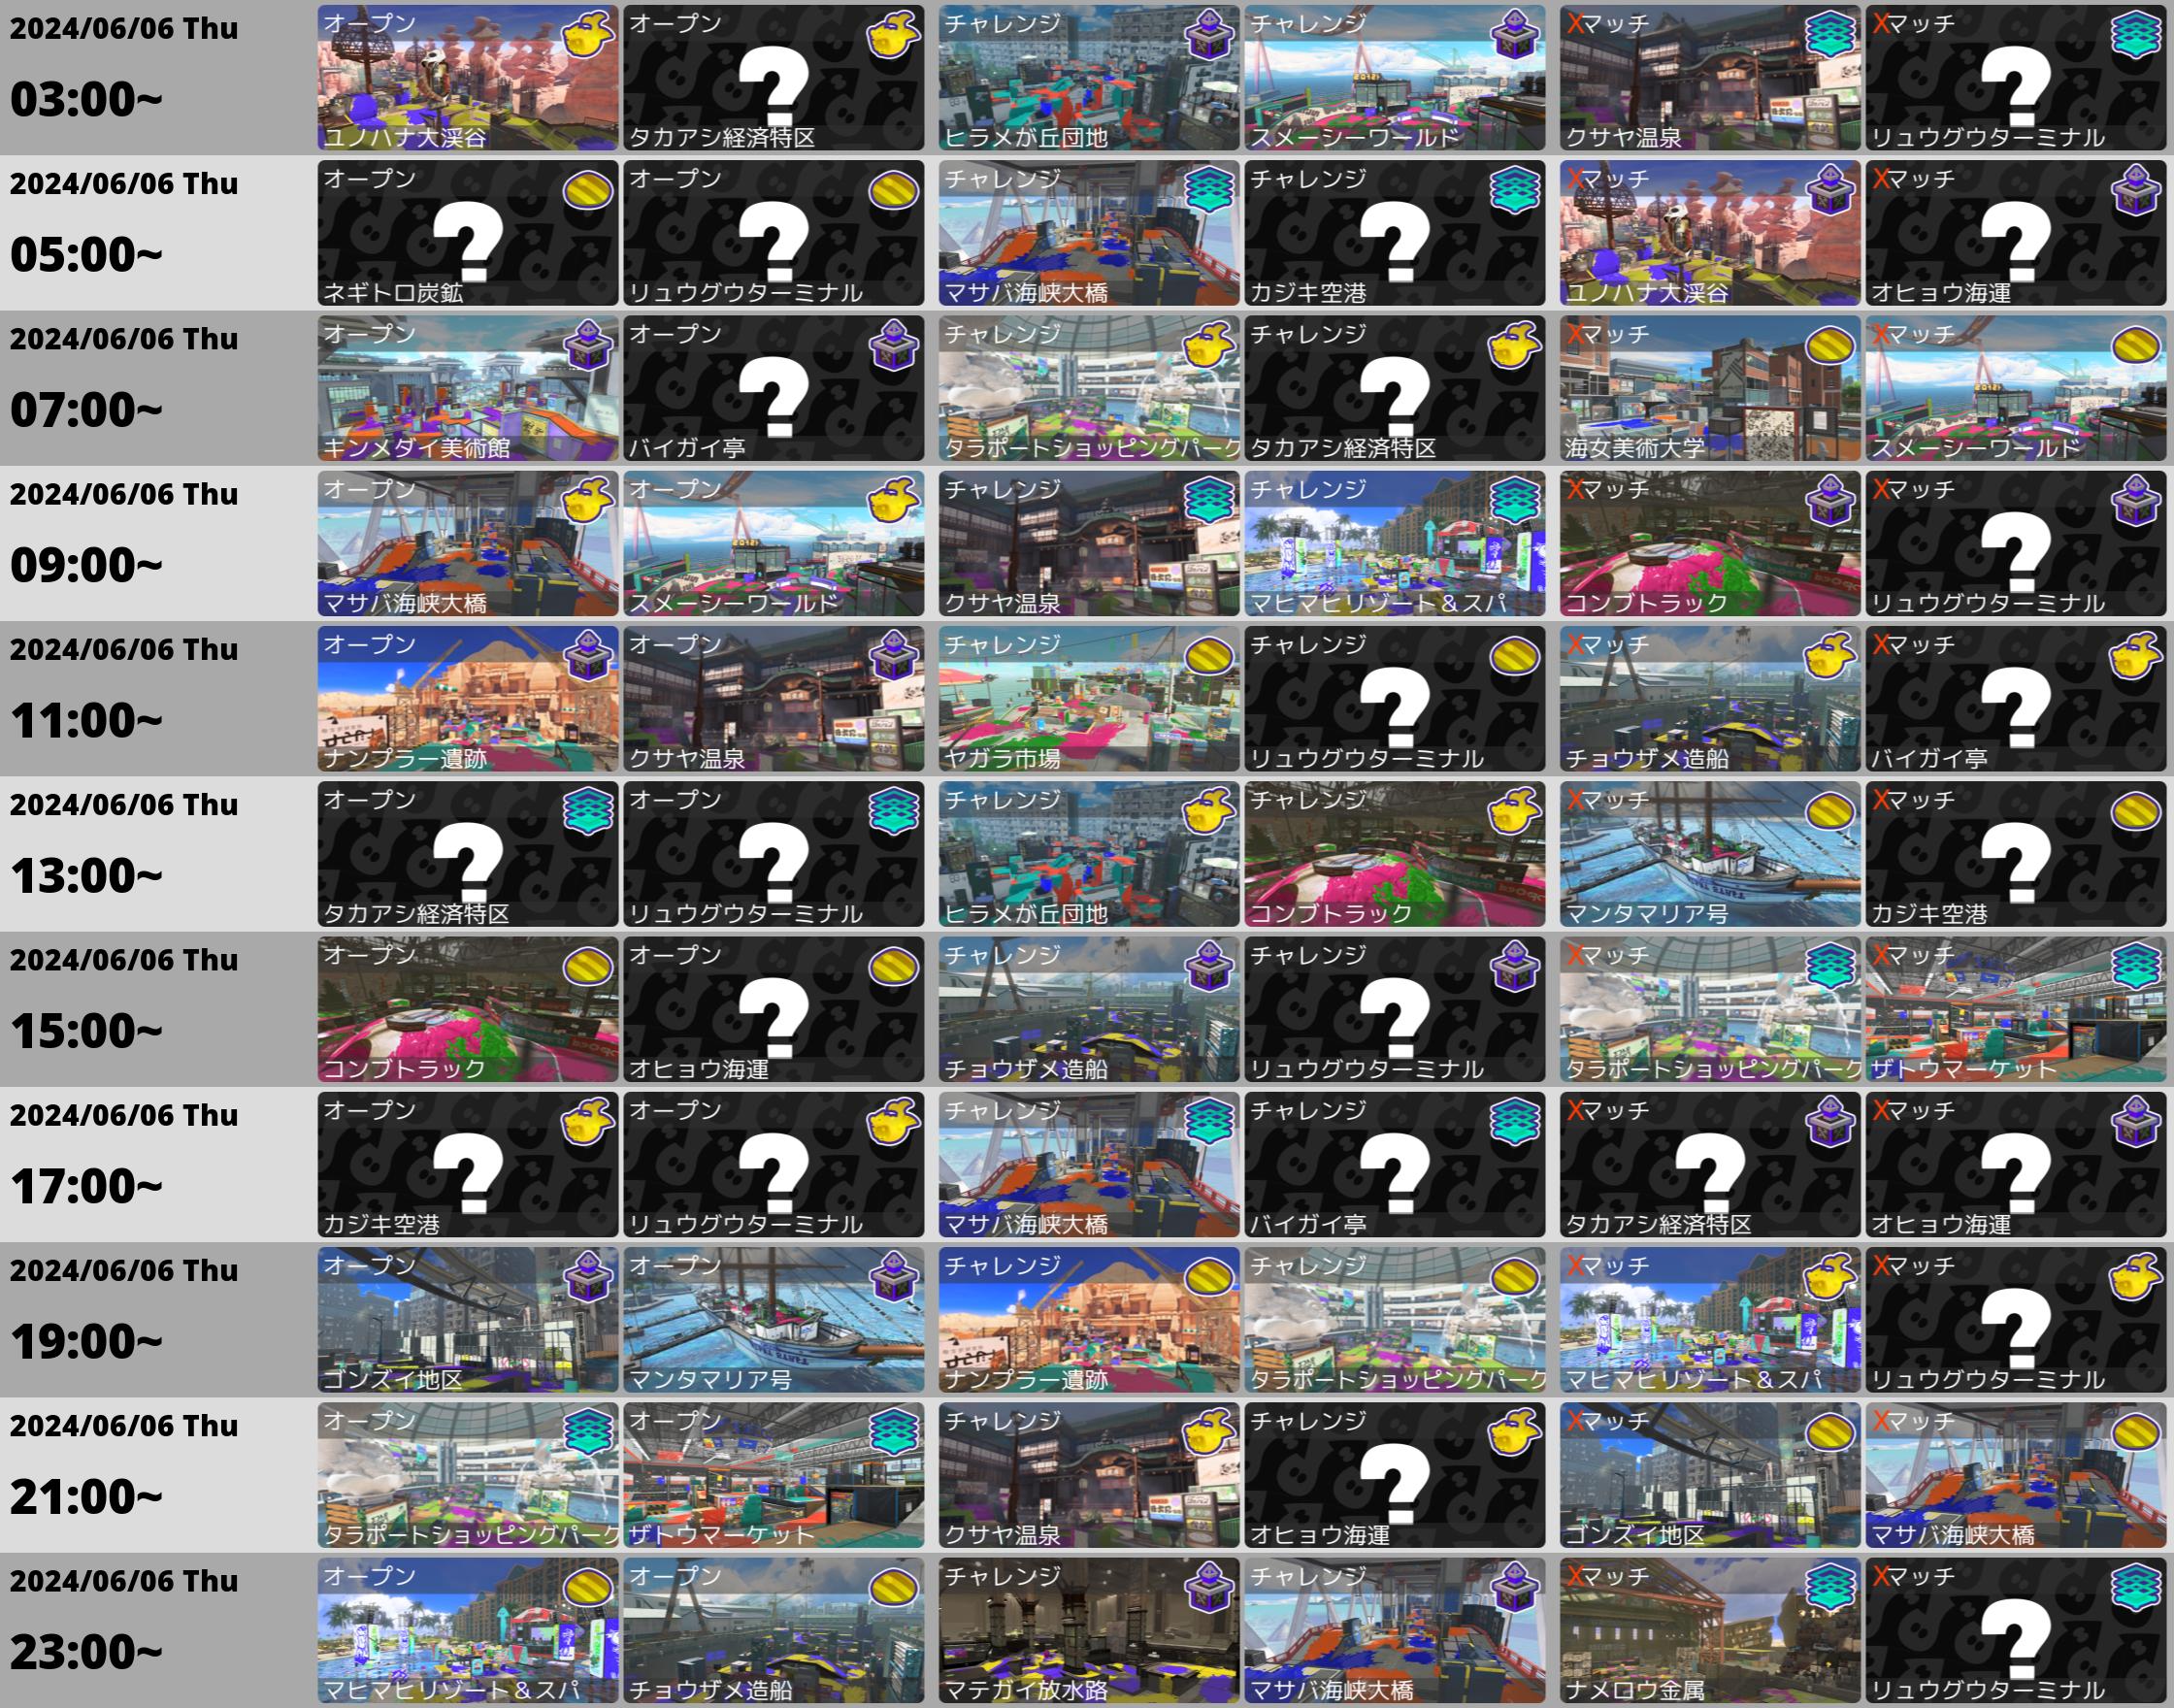 2024/06/06 Thu
03:00~
オープン
ユノハナ大渓谷
オープン
タカアシ経済特区
チャレンジ
ヒラメが丘団地
チャレンジ
スメーシーワールド
Xマッチ
クサヤ温泉
Xマッチ
リュウグウターミナル
2024/06/06 Thu
05:00~
オープン
ネギトロ炭鉱
オープン
リュウグウターミナル
チャレンジ
マサバ海峡大橋
チャレンジ
カジキ空港
Xマッチ
ユノハナ大渓谷
Xマッチ
オヒョウ海運
2024/06/06 Thu
07:00~
オープン
キンメダイ美術館
オープン
バイガイ亭
チャレンジ
タラポートショッピングパーク
チャレンジ
タカアシ経済特区
Xマッチ
海女美術大学
Xマッチ
スメーシーワールド
2024/06/06 Thu
09:00~
オープン
マサバ海峡大橋
オープン
スメーシーワールド
チャレンジ
クサヤ温泉
チャレンジ
マヒマヒリゾート＆スパ
Xマッチ
コンブトラック
Xマッチ
リュウグウターミナル
2024/06/06 Thu
11:00~
オープン
ナンプラー遺跡
オープン
クサヤ温泉
チャレンジ
ヤガラ市場
チャレンジ
リュウグウターミナル
Xマッチ
チョウザメ造船
Xマッチ
バイガイ亭
2024/06/06 Thu
13:00~
オープン
タカアシ経済特区
オープン
リュウグウターミナル
チャレンジ
ヒラメが丘団地
チャレンジ
コンブトラック
Xマッチ
マンタマリア号
Xマッチ
カジキ空港
2024/06/06 Thu
15:00~
オープン
コンブトラック
オープン
オヒョウ海運
チャレンジ
チョウザメ造船
チャレンジ
リュウグウターミナル
Xマッチ
タラポートショッピングパーク
Xマッチ
ザトウマーケット
2024/06/06 Thu
17:00~
オープン
カジキ空港
オープン
リュウグウターミナル
チャレンジ
マサバ海峡大橋
チャレンジ
バイガイ亭
Xマッチ
タカアシ経済特区
Xマッチ
オヒョウ海運
2024/06/06 Thu
19:00~
オープン
ゴンズイ地区
オープン
マンタマリア号
チャレンジ
ナンプラー遺跡
チャレンジ
タラポートショッピングパーク
Xマッチ
マヒマヒリゾート＆スパ
Xマッチ
リュウグウターミナル
2024/06/06 Thu
21:00~
オープン
タラポートショッピングパーク
オープン
ザトウマーケット
チャレンジ
クサヤ温泉
チャレンジ
オヒョウ海運
Xマッチ
ゴンズイ地区
Xマッチ
マサバ海峡大橋
2024/06/06 Thu
23:00~
オープン
マヒマヒリゾート＆スパ
オープン
チョウザメ造船
チャレンジ
マテガイ放水路
チャレンジ
マサバ海峡大橋
Xマッチ
ナメロウ金属
Xマッチ
リュウグウターミナル